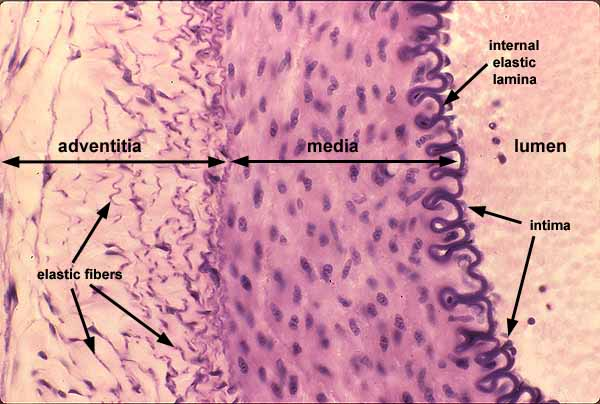 internal
elastic
lamina
adventitia
media
lumen
intima
elastic fibers